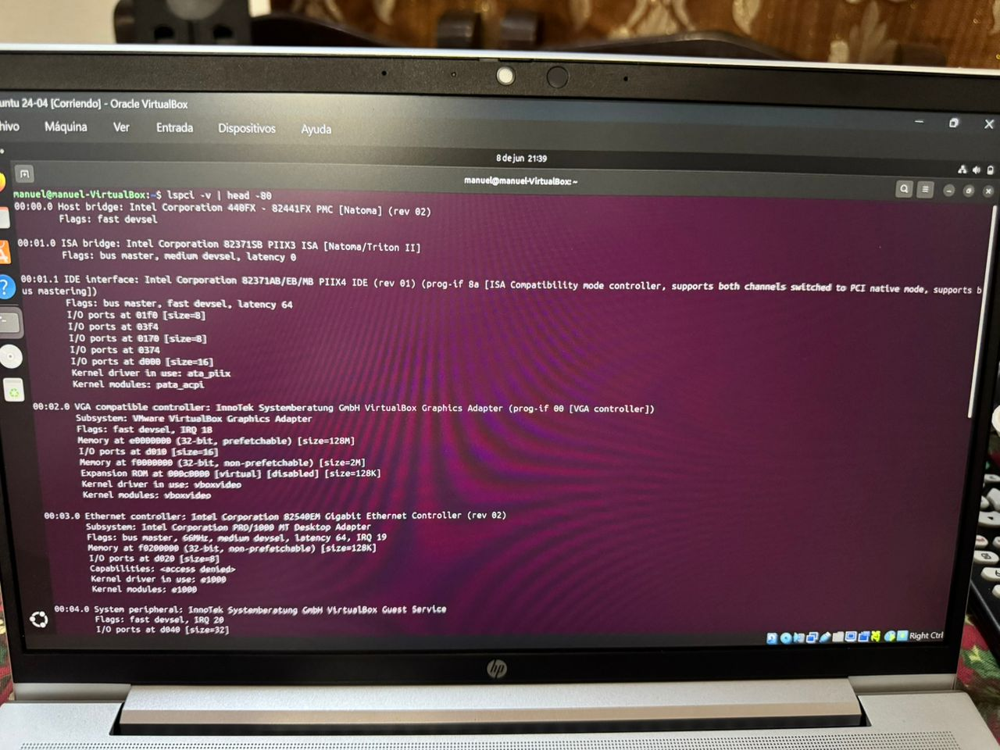 untu 24-04 [Corriendo] - Oracle VirtualBox
hivo Máquina Ver Entrada Dispositivos Ayuda
8 de jun 21:39
manuel@manuel-VirtualBox: ~
manuel@manuel-VirtualBox:~$ lspci -v | head -80
00:00.0 Host bridge: Intel Corporation 440FX - 82441FX PMC [Natoma] (rev 02)
Flags: fast devsel
00:01.0 ISA bridge: Intel Corporation 82371SB PIIX3 ISA [Natoma/Triton II]
Flags: bus master, medium devsel, latency 0
00:01.1 IDE interface: Intel Corporation 82371AB/EB/MB PIIX4 IDE (rev 01) (prog-if 8a [ISA Compatibility mode controller, supports both channels switched to PCI native mode, supports b
us mastering])
Flags: bus master, fast devsel, latency 64
I/O ports at 01f0 [size=8]
I/O ports at 03f4
I/O ports at 0170 [size=8]
I/O ports at 0374
I/O ports at d000 [size=16]
Kernel driver in use: ata_piix
Kernel modules: pata_acpi
00:02.0 VGA compatible controller: InnoTek Systemberatung GmbH VirtualBox Graphics Adapter (prog-if 00 [VGA controller])
Subsystem: VMware VirtualBox Graphics Adapter
Flags: fast devsel, IRQ 18
Memory at e0000000 (32-bit, prefetchable) [size=128M]
I/O ports at d010 [size=16]
Memory at f0000000 (32-bit, non-prefetchable) [size=2M]
Expansion ROM at 000c0000 [virtual] [disabled] [size=128K]
Kernel driver in use: vboxvideo
Kernel modules: vboxvideo
00:03.0 Ethernet controller: Intel Corporation 82540EM Gigabit Ethernet Controller (rev 02)
Subsystem: Intel Corporation PRO/1000 MT Desktop Adapter
Flags: bus master, 66MHz, medium devsel, latency 64, IRQ 19
Memory at f0200000 (32-bit, non-prefetchable) [size=128K]
I/O ports at d020 [size=8]
Capabilities: <access denied>
Kernel driver in use: e1000
Kernel modules: e1000
00:04.0 System peripheral: InnoTek Systemberatung GmbH VirtualBox Guest Service
Flags: fast devsel, IRQ 20
I/O ports at d040 [size=32]
Right Ctrl
hp